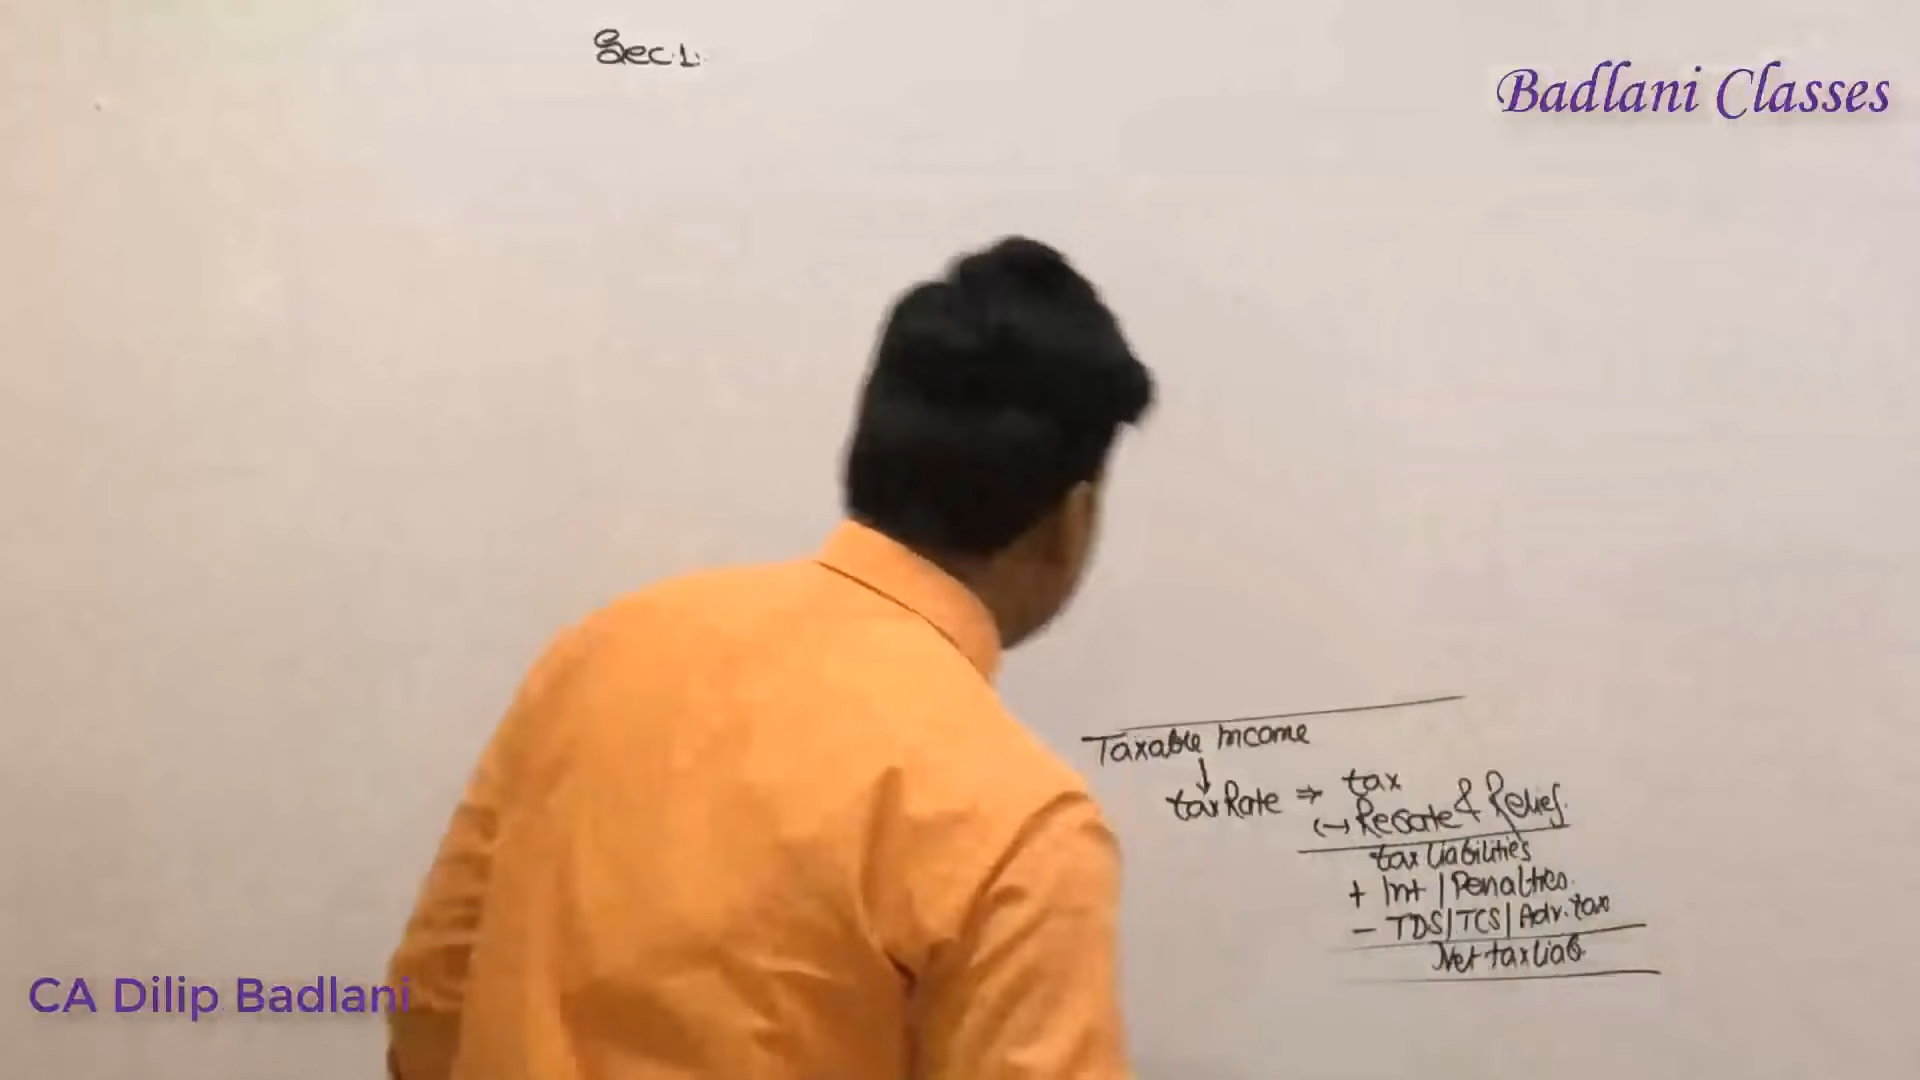 Sec. 1.
Badlani Classes
Taxable Income
↓
tax Rate ⇒ tax
(-) Rebate & Relief.
tax liabilities
+ Int | Penalties.
- TDS | TCS | Adv. tax
Net tax liab
CA Dilip Badlani